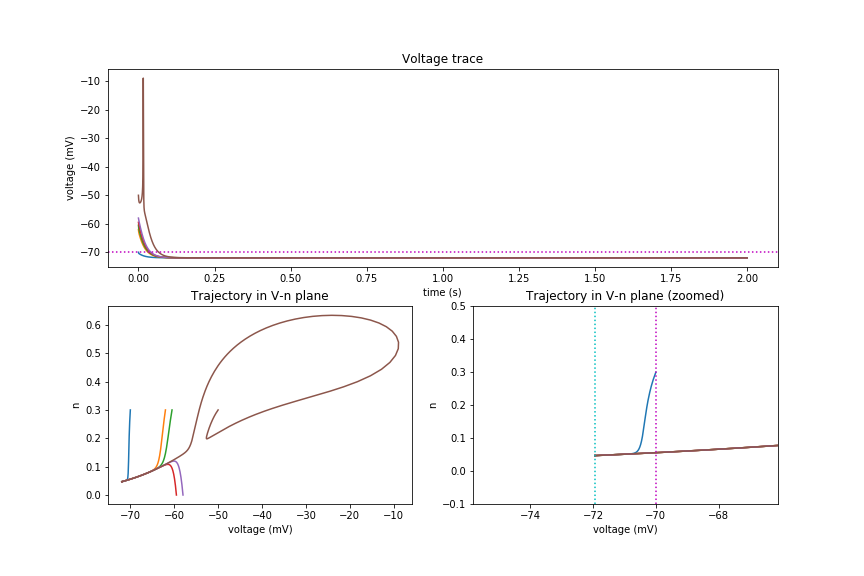 Voltage trace
voltage (mV)
−10
−20
−30
−40
−50
−60
−70
0.00 0.25 0.50 0.75 1.00 1.25 1.50 1.75 2.00
time (s)
Trajectory in V-n plane
n
0.6
0.5
0.4
0.3
0.2
0.1
0.0
−70 −60 −50 −40 −30 −20 −10
voltage (mV)
Trajectory in V-n plane (zoomed)
n
0.5
0.4
0.3
0.2
0.1
0.0
−0.1
−74 −72 −70 −68
voltage (mV)